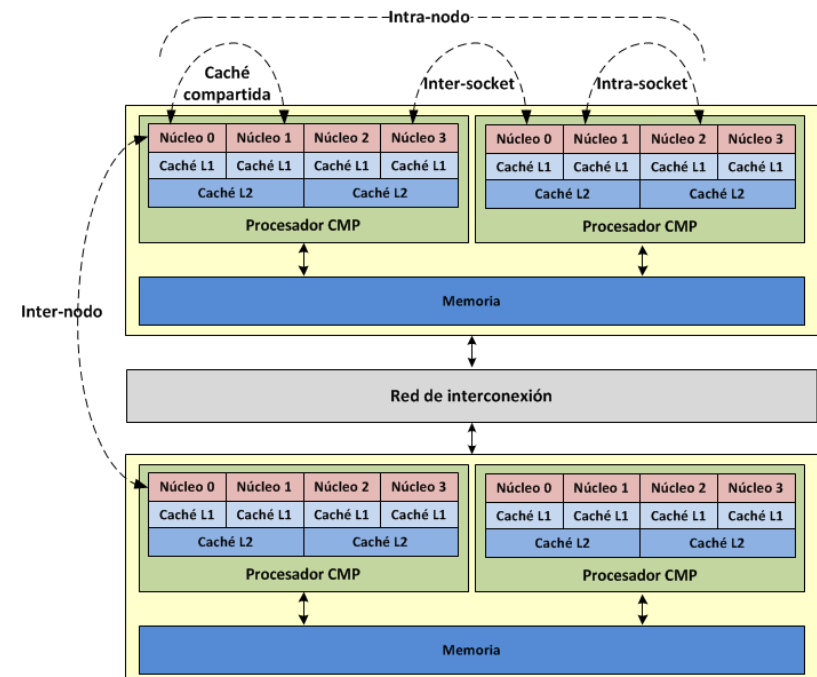 Intra-nodo
Caché
compartida
Inter-socket
Intra-socket
Núcleo 0 Núcleo 1 Núcleo 2 Núcleo 3
Caché L1 Caché L1 Caché L1 Caché L1
Caché L2 Caché L2
Procesador CMP
Núcleo 0 Núcleo 1 Núcleo 2 Núcleo 3
Caché L1 Caché L1 Caché L1 Caché L1
Caché L2 Caché L2
Procesador CMP
Memoria
Inter-nodo
Red de interconexión
Núcleo 0 Núcleo 1 Núcleo 2 Núcleo 3
Caché L1 Caché L1 Caché L1 Caché L1
Caché L2 Caché L2
Procesador CMP
Núcleo 0 Núcleo 1 Núcleo 2 Núcleo 3
Caché L1 Caché L1 Caché L1 Caché L1
Caché L2 Caché L2
Procesador CMP
Memoria